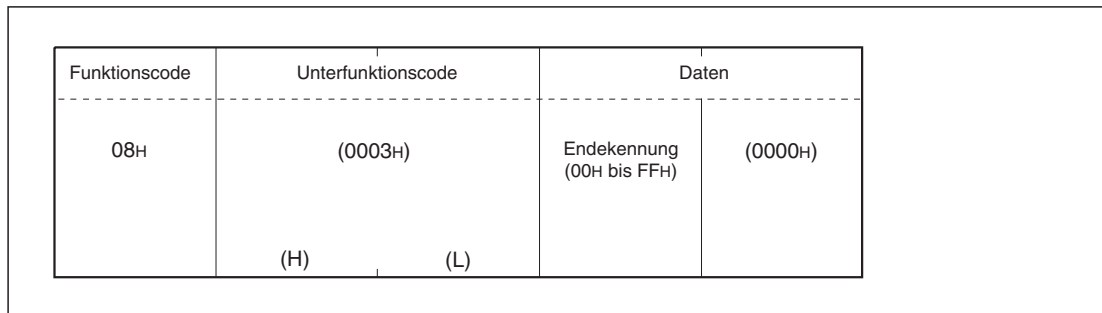 Funktionscode Unterfunktionscode Daten
08H (0003H) Endekennung (0000H)
(00H bis FFH)
(H) (L)